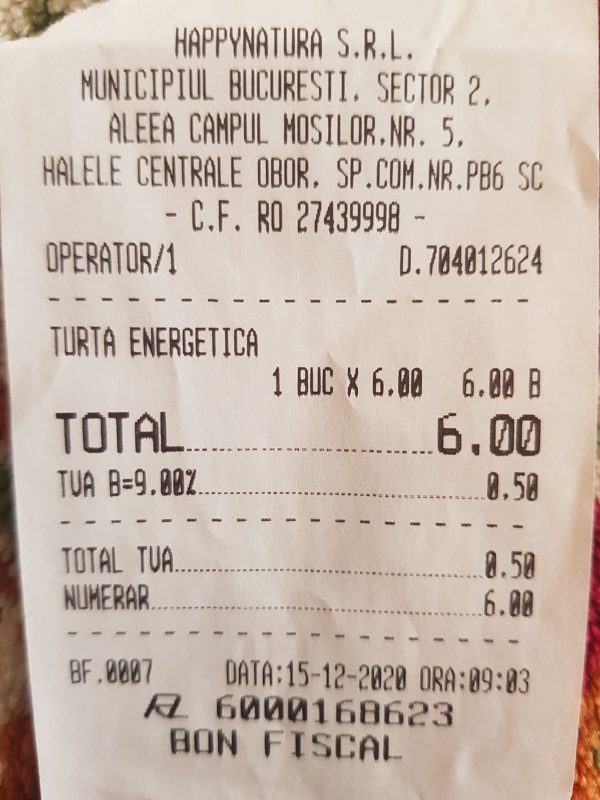 HAPPYNATURA S.R.L.
MUNICIPIUL BUCURESTI, SECTOR 2,
ALEEA CAMPUL MOSILOR,NR. 5,
HALELE CENTRALE OBOR, SP.COM.NR.PB6 SC
- C.F. RO 27439998 -
OPERATOR/1 D.704012624
TURTA ENERGETICA
1 BUC X 6.00 6.00 B
TOTAL 6.00
TVA B=9.00% 0.50
TOTAL TVA 0.50
NUMERAR 6.00
BF.0007 DATA:15-12-2020 ORA:09:03
6000168623
BON FISCAL